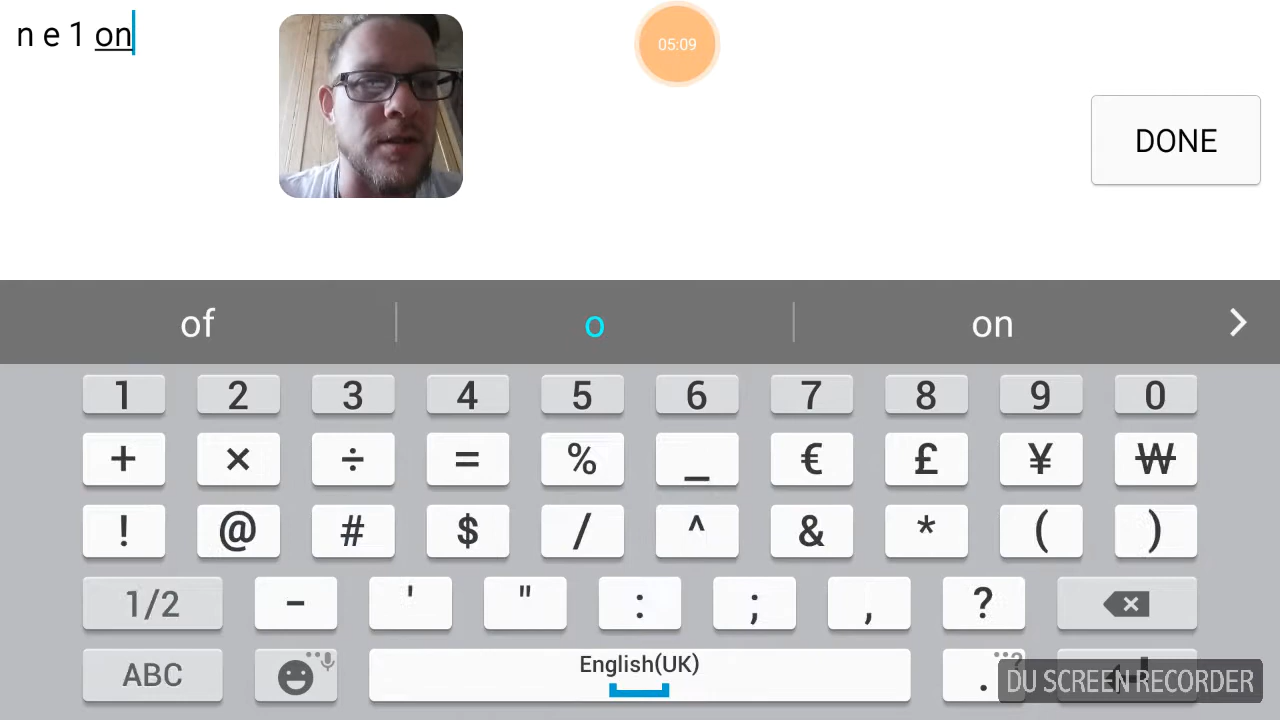 n e 1 on
05:09
DONE
of o on
1 2 3 4 5 6 7 8 9 0
+ × ÷ = % _ € £ ¥ ₩
! @ # $ / ^ & * ( )
1/2 - ' " : ; , ?
ABC English(UK) .
DU SCREEN RECORDER